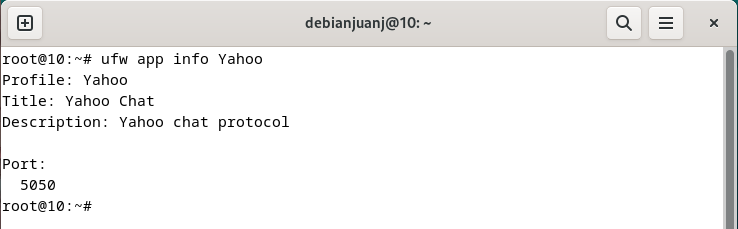 debianjuanj@10: ~
root@10:~# ufw app info Yahoo
Profile: Yahoo
Title: Yahoo Chat
Description: Yahoo chat protocol
Port:
  5050
root@10:~#